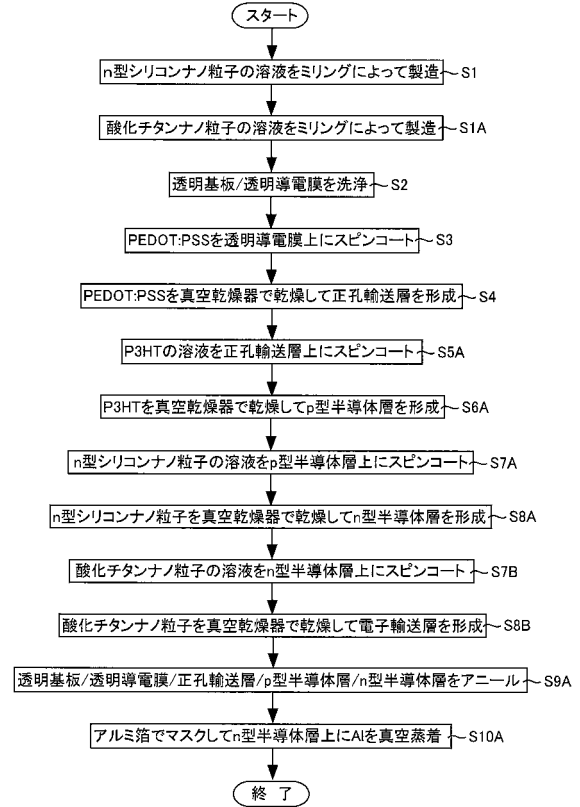 スタート
n型シリコンナノ粒子の溶液をミリングによって製造 S1
酸化チタンナノ粒子の溶液をミリングによって製造 S1A
透明基板/透明導電膜を洗浄 S2
PEDOT:PSSを透明導電膜上にスピンコート S3
PEDOT:PSSを真空乾燥器で乾燥して正孔輸送層を形成 S4
P3HTの溶液を正孔輸送層上にスピンコート S5A
P3HTを真空乾燥器で乾燥してp型半導体層を形成 S6A
n型シリコンナノ粒子の溶液をp型半導体層上にスピンコート S7A
n型シリコンナノ粒子を真空乾燥器で乾燥してn型半導体層を形成 S8A
酸化チタンナノ粒子の溶液をn型半導体層上にスピンコート S7B
酸化チタンナノ粒子を真空乾燥器で乾燥して電子輸送層を形成 S8B
透明基板/透明導電膜/正孔輸送層/p型半導体層/n型半導体層をアニール S9A
アルミ箔でマスクしてn型半導体層上にAlを真空蒸着 S10A
終 了